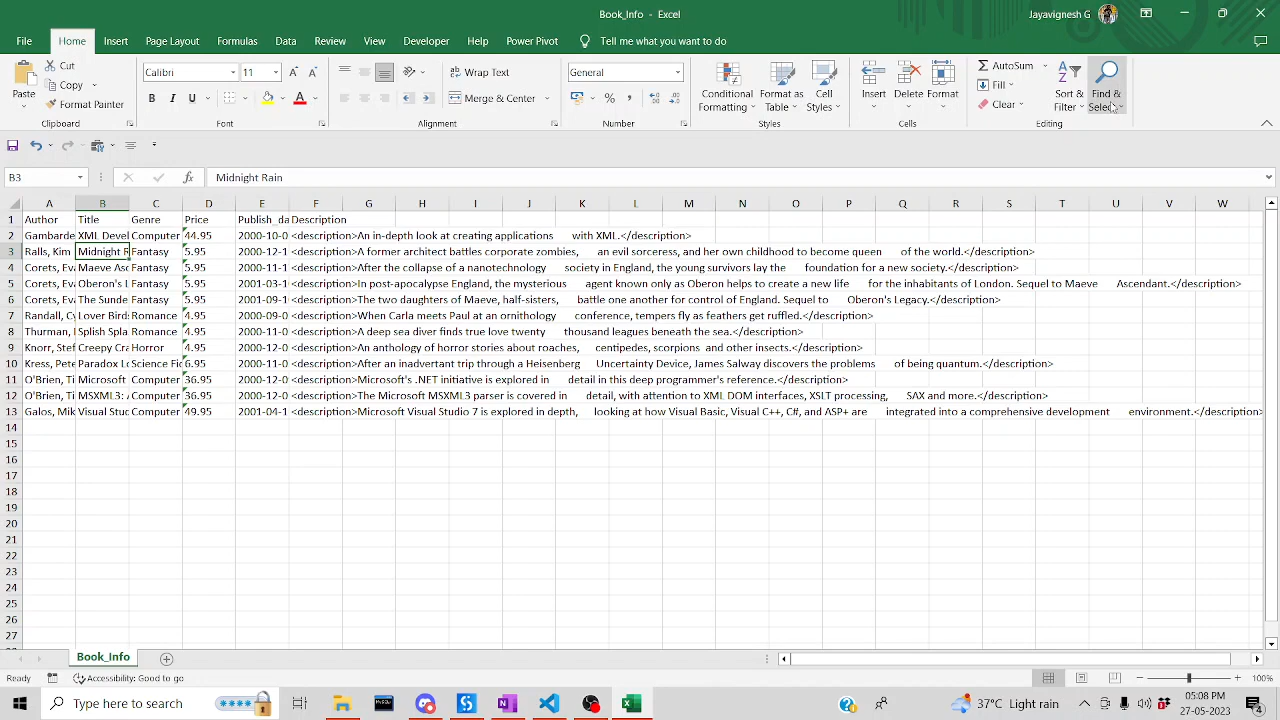 Book_Info - Excel
Jayavignesh G
File Home Insert Page Layout Formulas Data Review View Developer Help Power Pivot Tell me what you want to do
Paste
Cut
Copy
Format Painter
Calibri 11
B I U
Wrap Text
Merge & Center
General
Conditional Formatting
Format as Table
Cell Styles
Insert Delete Format
AutoSum
Fill
Clear
Sort & Filter
Find & Select
Clipboard Font Alignment Number Styles Cells Editing
B3 fx Midnight Rain
A B C D E F G H I J K L M N O P Q R S T U V W
1 Author Title Genre Price Publish_da Description
2 Gambarde XML Devel Computer 44.95 2000-10-0 <description>An in-depth look at creating applications with XML.</description>
3 Ralls, Kim Midnight R Fantasy 5.95 2000-12-1 <description>A former architect battles corporate zombies, an evil sorceress, and her own childhood to become queen of the world.</description>
4 Corets, Eva Maeve Asc Fantasy 5.95 2000-11-1 <description>After the collapse of a nanotechnology society in England, the young survivors lay the foundation for a new society.</description>
5 Corets, Eva Oberon's L Fantasy 5.95 2001-03-1 <description>In post-apocalypse England, the mysterious agent known only as Oberon helps to create a new life for the inhabitants of London. Sequel to Maeve Ascendant.</description>
6 Corets, Eva The Sunde Fantasy 5.95 2001-09-1 <description>The two daughters of Maeve, half-sisters, battle one another for control of England. Sequel to Oberon's Legacy.</description>
7 Randall, Cy Lover Birds Romance 4.95 2000-09-0 <description>When Carla meets Paul at an ornithology conference, tempers fly as feathers get ruffled.</description>
8 Thurman, Splish Spla Romance 4.95 2000-11-0 <description>A deep sea diver finds true love twenty thousand leagues beneath the sea.</description>
9 Knorr, Stef Creepy Cra Horror 4.95 2000-12-0 <description>An anthology of horror stories about roaches, centipedes, scorpions and other insects.</description>
10 Kress, Pete Paradox Lo Science Fic 6.95 2000-11-0 <description>After an inadvertant trip through a Heisenberg Uncertainty Device, James Salway discovers the problems of being quantum.</description>
11 O'Brien, Ti Microsoft Computer 36.95 2000-12-0 <description>Microsoft's .NET initiative is explored in detail in this deep programmer's reference.</description>
12 O'Brien, Ti MSXML3: A Computer 36.95 2000-12-0 <description>The Microsoft MSXML3 parser is covered in detail, with attention to XML DOM interfaces, XSLT processing, SAX and more.</description>
13 Galos, Mik Visual Stuc Computer 49.95 2001-04-1 <description>Microsoft Visual Studio 7 is explored in depth, looking at how Visual Basic, Visual C++, C#, and ASP+ are integrated into a comprehensive development environment.</description>
14
15
16
17
18
19
20
21
22
23
24
25
26
27
Book_Info
Ready Accessibility: Good to go 100%
Type here to search 37°C Light rain 05:08 PM
27-05-2023